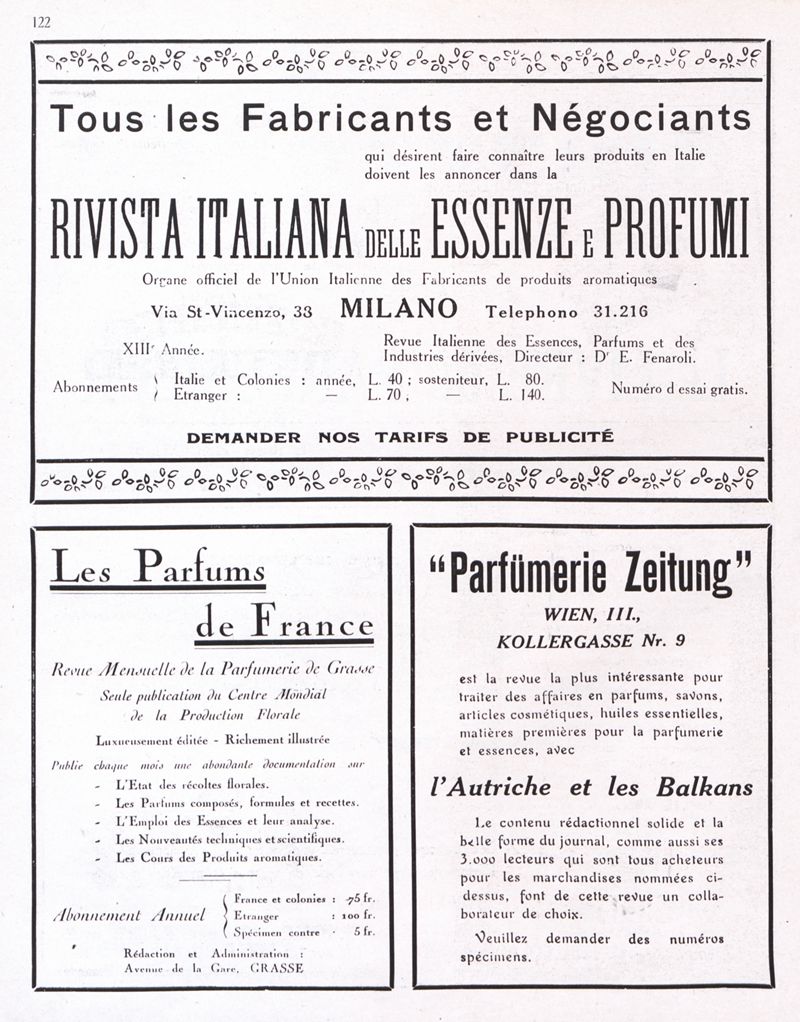 122
Tous les Fabricants et Négociants
qui désirent faire connaître leurs produits en Italie
doivent les annoncer dans la
RIVISTA ITALIANA DELLE ESSENZE E PROFUMI
Organe officiel de l'Union Italienne des Fabricants de produits aromatiques
Via St-Vincenzo, 33 MILANO Telephono 31.216
XIIIe Année.
Revue Italienne des Essences, Parfums et des
Industries dérivées, Directeur : Dr E. Fenaroli.
Abonnements
Italie et Colonies : année, L. 40 ; sosteniteur, L. 80.
Etranger : — L. 70 ; — L. 140.
Numéro d essai gratis.
DEMANDER NOS TARIFS DE PUBLICITÉ
Les Parfums
de France
Revue Mensuelle de la Parfumerie de Grasse
Seule publication du Centre Mondial
de la Production Florale
Luxueusement éditée - Richement illustrée
Publie chaque mois une abondante documentation sur
- L'Etat des récoltes florales.
- Les Parfums composés, formules et recettes.
- L'Emploi des Essences et leur analyse.
- Les Nouveautés techniques et scientifiques.
- Les Cours des Produits aromatiques.
Abonnement Annuel
France et colonies : 75 fr.
Etranger : 100 fr.
Spécimen contre · 5 fr.
Rédaction et Administration :
Avenue de la Gare, GRASSE
"Parfümerie Zeitung"
WIEN, III.,
KOLLERGASSE Nr. 9
est la revue la plus intéressante pour
traiter des affaires en parfums, savons,
articles cosmétiques, huiles essentielles,
matières premières pour la parfumerie
et essences, avec
l'Autriche et les Balkans
Le contenu rédactionnel solide et la
belle forme du journal, comme aussi ses
3.000 lecteurs qui sont tous acheteurs
pour les marchandises nommées ci-
dessus, font de cette revue un colla-
borateur de choix.
Veuillez demander des numéros
spécimens.